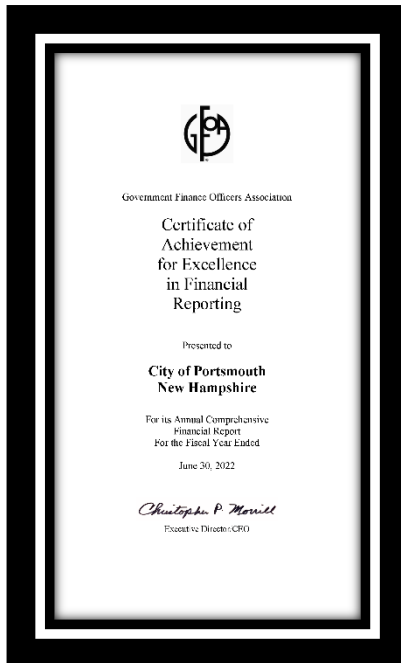 GFOA
Government Finance Officers Association
Certificate of
Achievement
for Excellence
in Financial
Reporting
Presented to
City of Portsmouth
New Hampshire
For its Annual Comprehensive
Financial Report
For the Fiscal Year Ended
June 30, 2022
Christopher P. Morrill
Executive Director/CEO